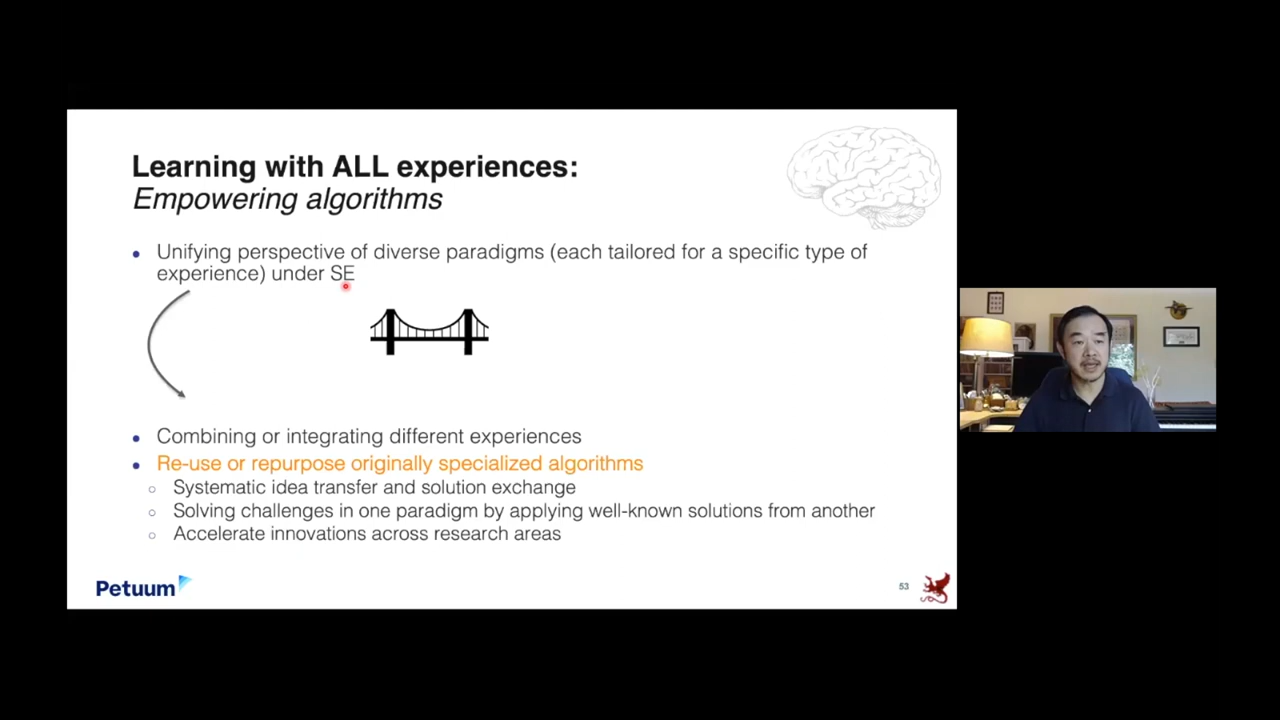 Learning with ALL experiences:
Empowering algorithms
• Unifying perspective of diverse paradigms (each tailored for a specific type of
experience) under SE
• Combining or integrating different experiences
• Re-use or repurpose originally specialized algorithms
○ Systematic idea transfer and solution exchange
○ Solving challenges in one paradigm by applying well-known solutions from another
○ Accelerate innovations across research areas
Petuum
53